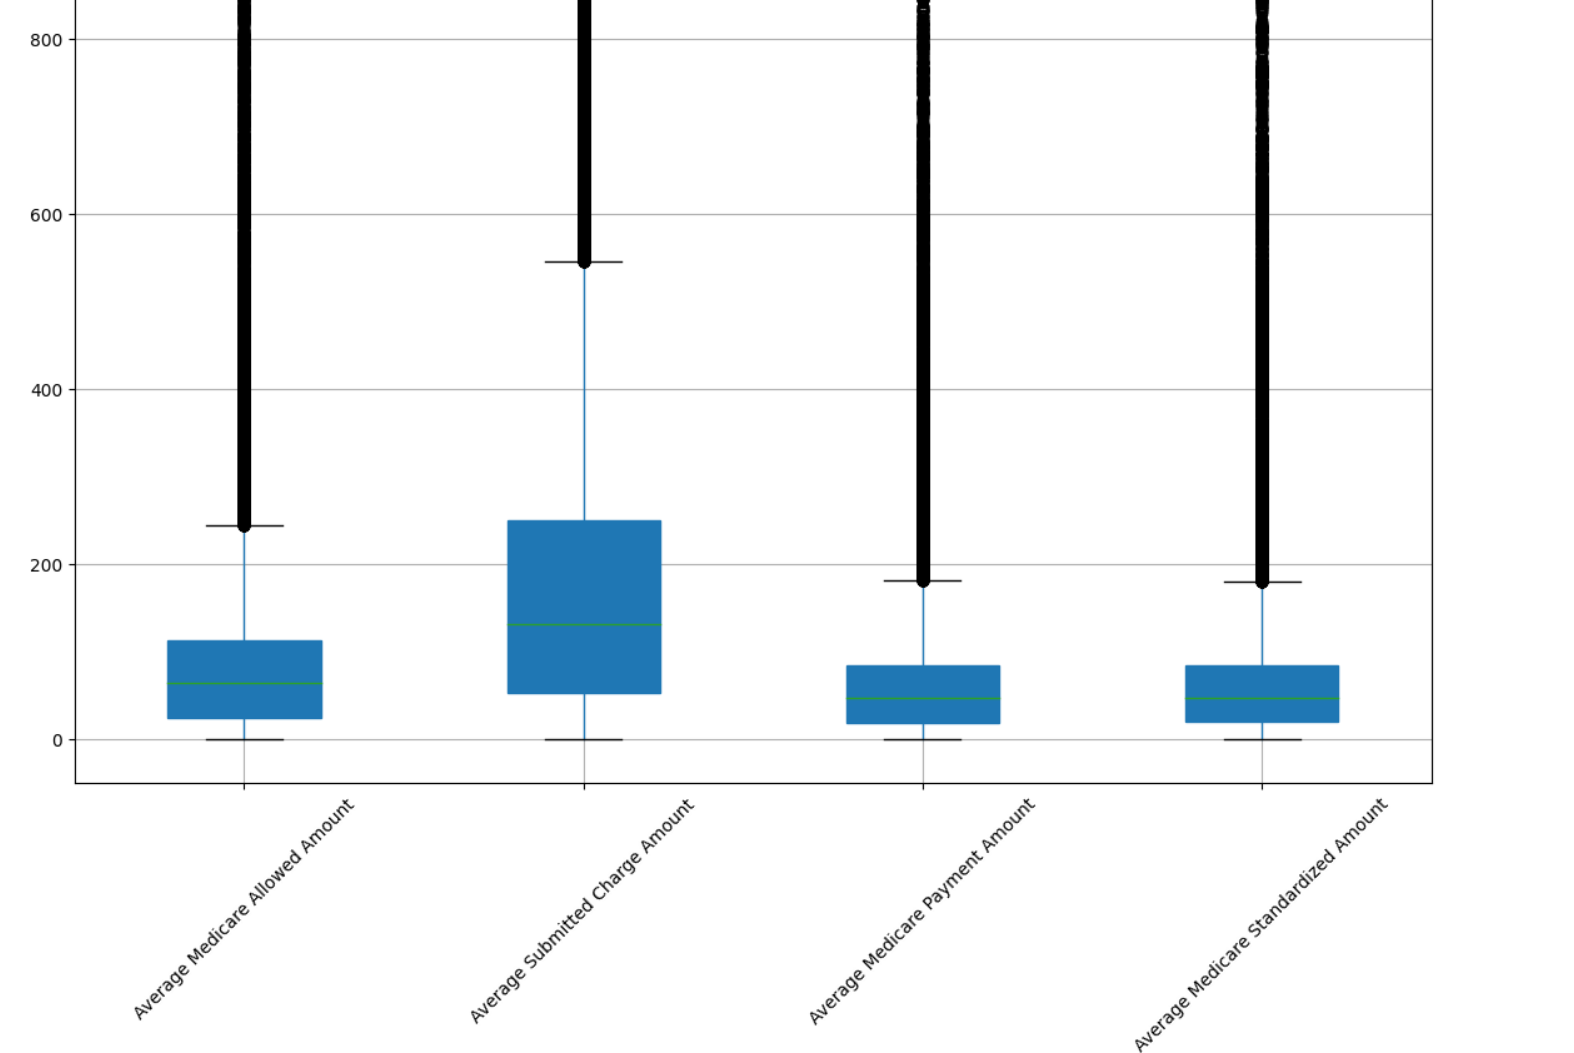 800
600
400
200
0
Average Medicare Allowed Amount
Average Submitted Charge Amount
Average Medicare Payment Amount
Average Medicare Standardized Amount